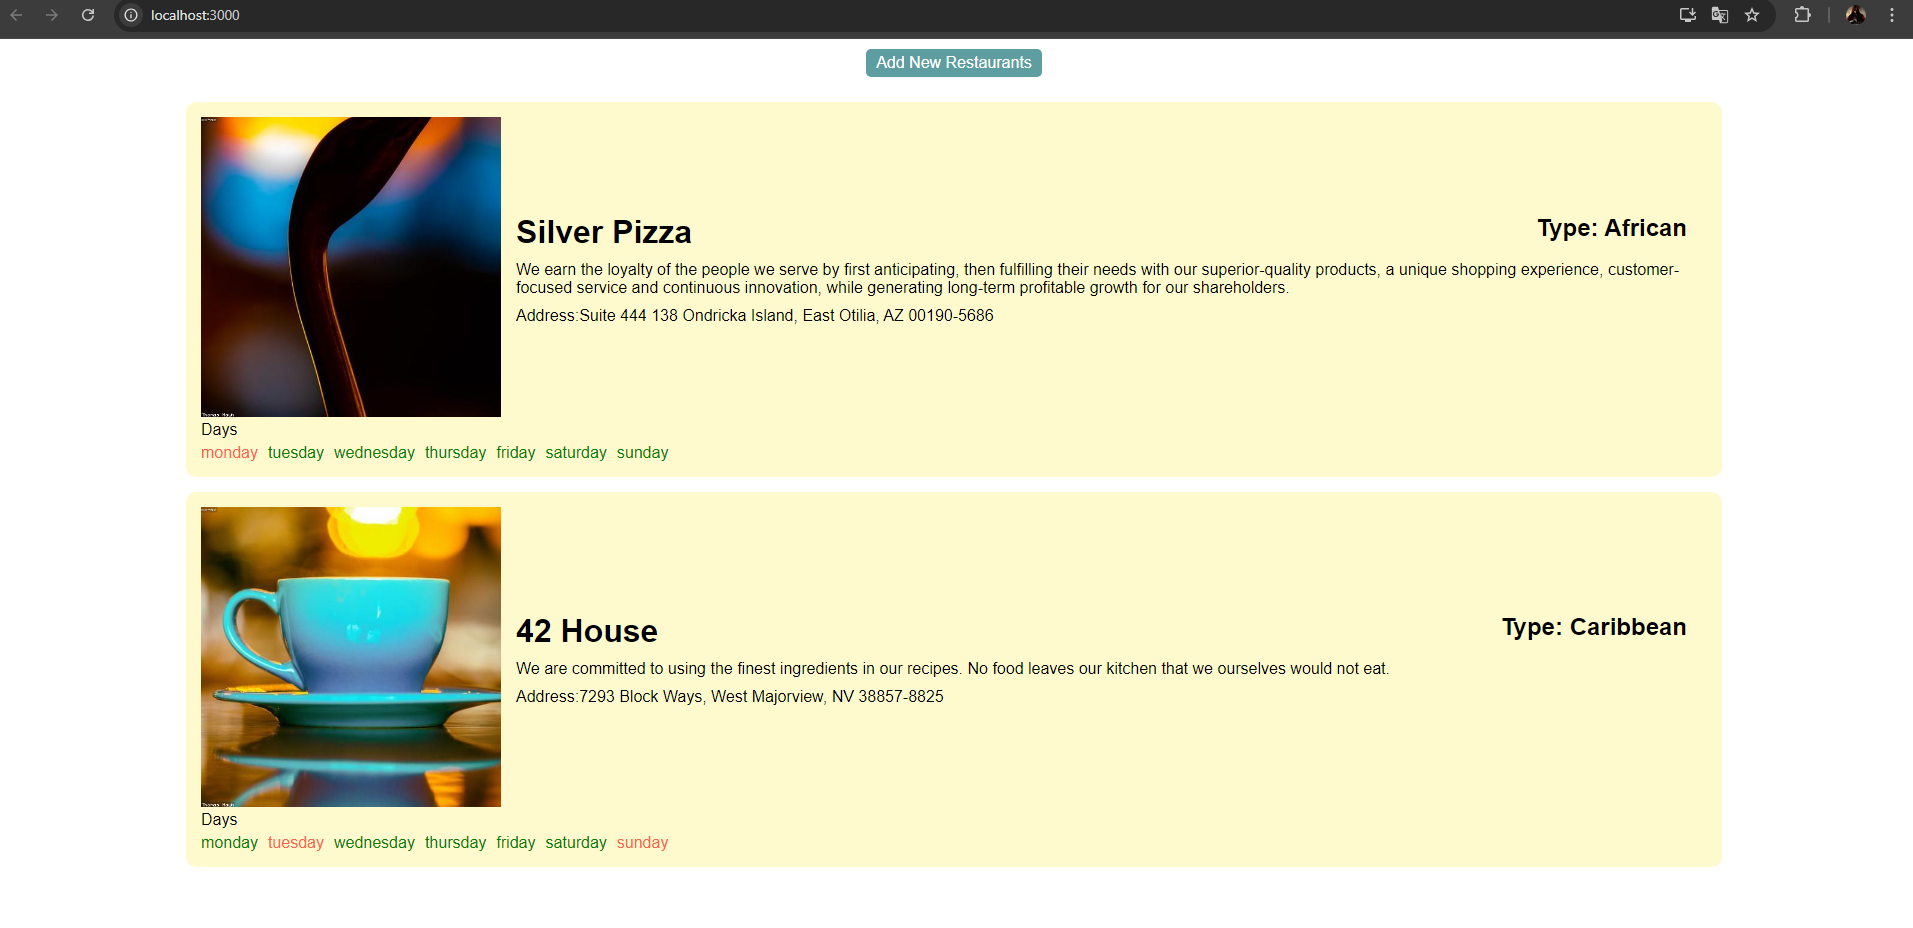 localhost:3000
Add New Restaurants
Silver Pizza
Type: African
We earn the loyalty of the people we serve by first anticipating, then fulfilling their needs with our superior-quality products, a unique shopping experience, customer-
focused service and continuous innovation, while generating long-term profitable growth for our shareholders.
Address:Suite 444 138 Ondricka Island, East Otilia, AZ 00190-5686
Days
monday tuesday wednesday thursday friday saturday sunday
42 House
Type: Caribbean
We are committed to using the finest ingredients in our recipes. No food leaves our kitchen that we ourselves would not eat.
Address:7293 Block Ways, West Majorview, NV 38857-8825
Days
monday tuesday wednesday thursday friday saturday sunday